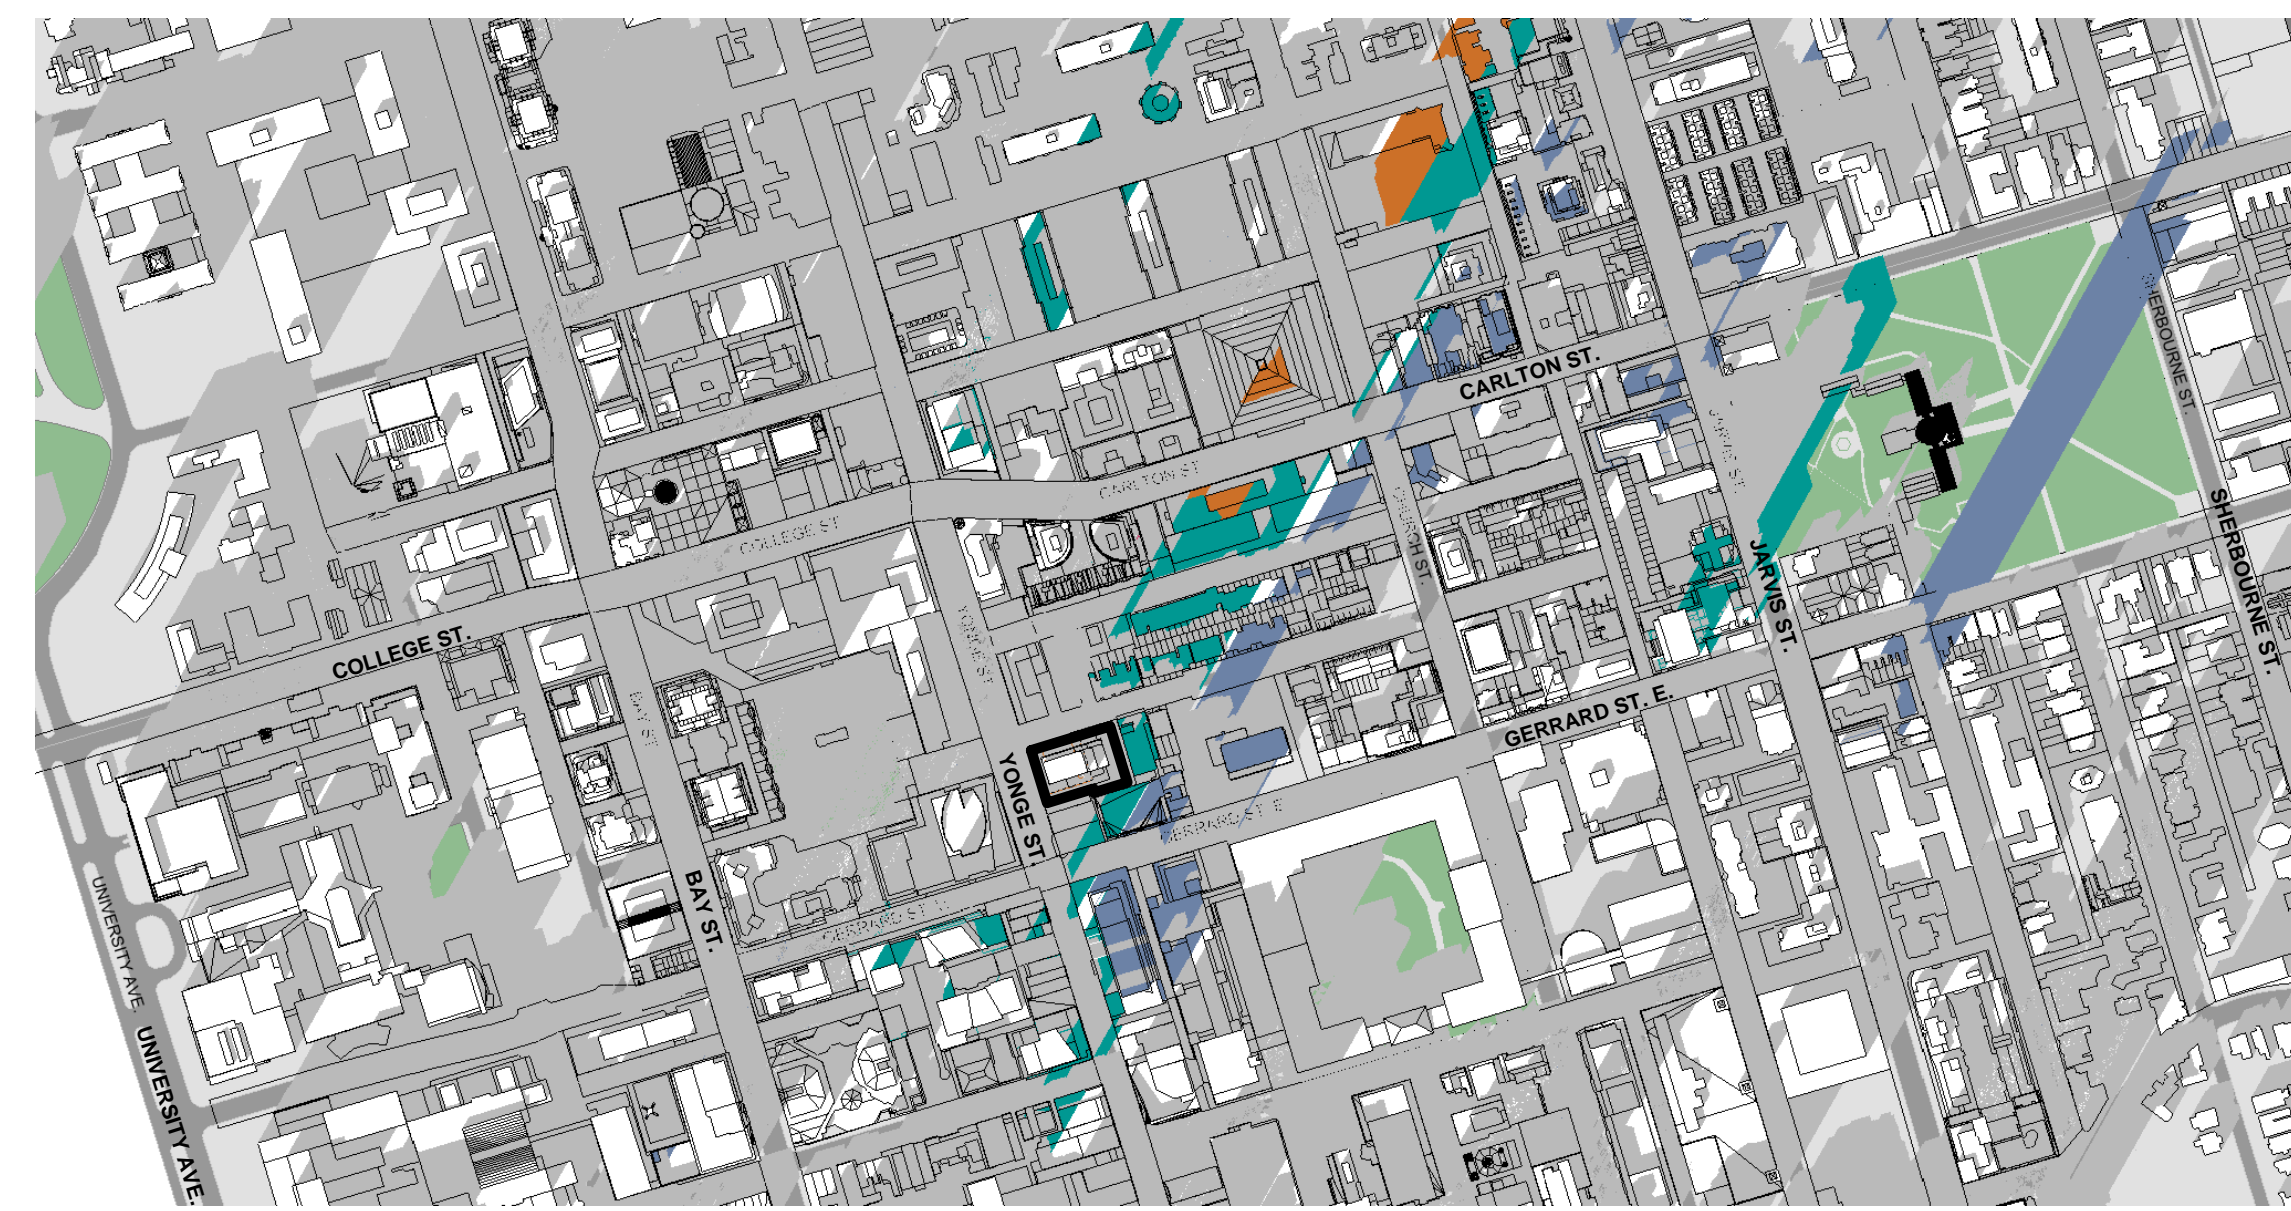 CARLTON ST.
SHERBOURNE ST.
CARLTON ST.
CHURCH ST.
JARVIS ST.
COLLEGE ST.
YONGE ST.
SHERBOURNE ST.
JARVIS ST.
COLLEGE ST.
BAY ST.
GERRARD ST. E.
YONGE ST.
GERRARD ST. E.
BAY ST.
GERRARD ST. W.
UNIVERSITY AVE.
UNIVERSITY AVE.